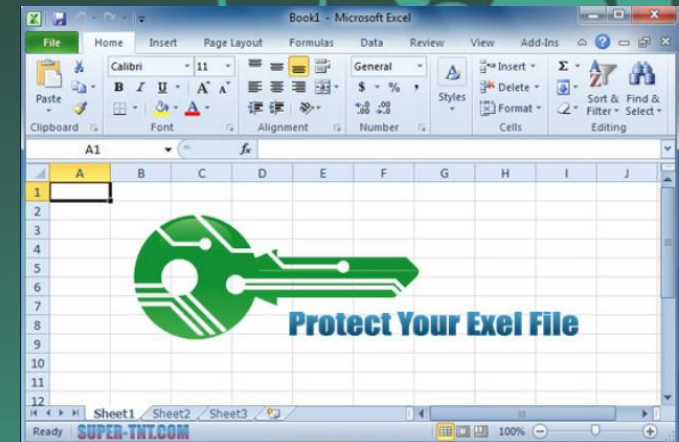 Book1 - Microsoft Excel
File Home Insert Page Layout Formulas Data Review View Add-Ins
Calibri 11 General Insert Σ
Paste B I U A A $ % , Styles Delete Sort & Filter Find & Select
Format
Clipboard Font Alignment Number Cells Editing
A1 fx
A B C D E F G H I J
1
2
3
4
5
6
7
8
9
10
11
12
Protect Your Exel File
Sheet1 Sheet2 Sheet3
Ready SUPER-TNT.COM 100%